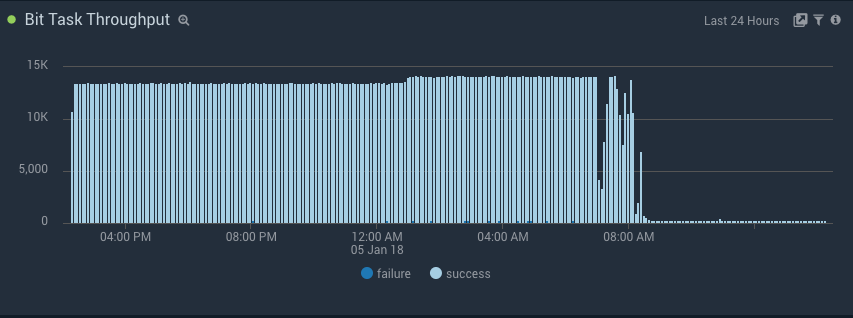 Bit Task Throughput
Last 24 Hours
15K
10K
5,000
0
04:00 PM
08:00 PM
12:00 AM
05 Jan 18
04:00 AM
08:00 AM
failure
success